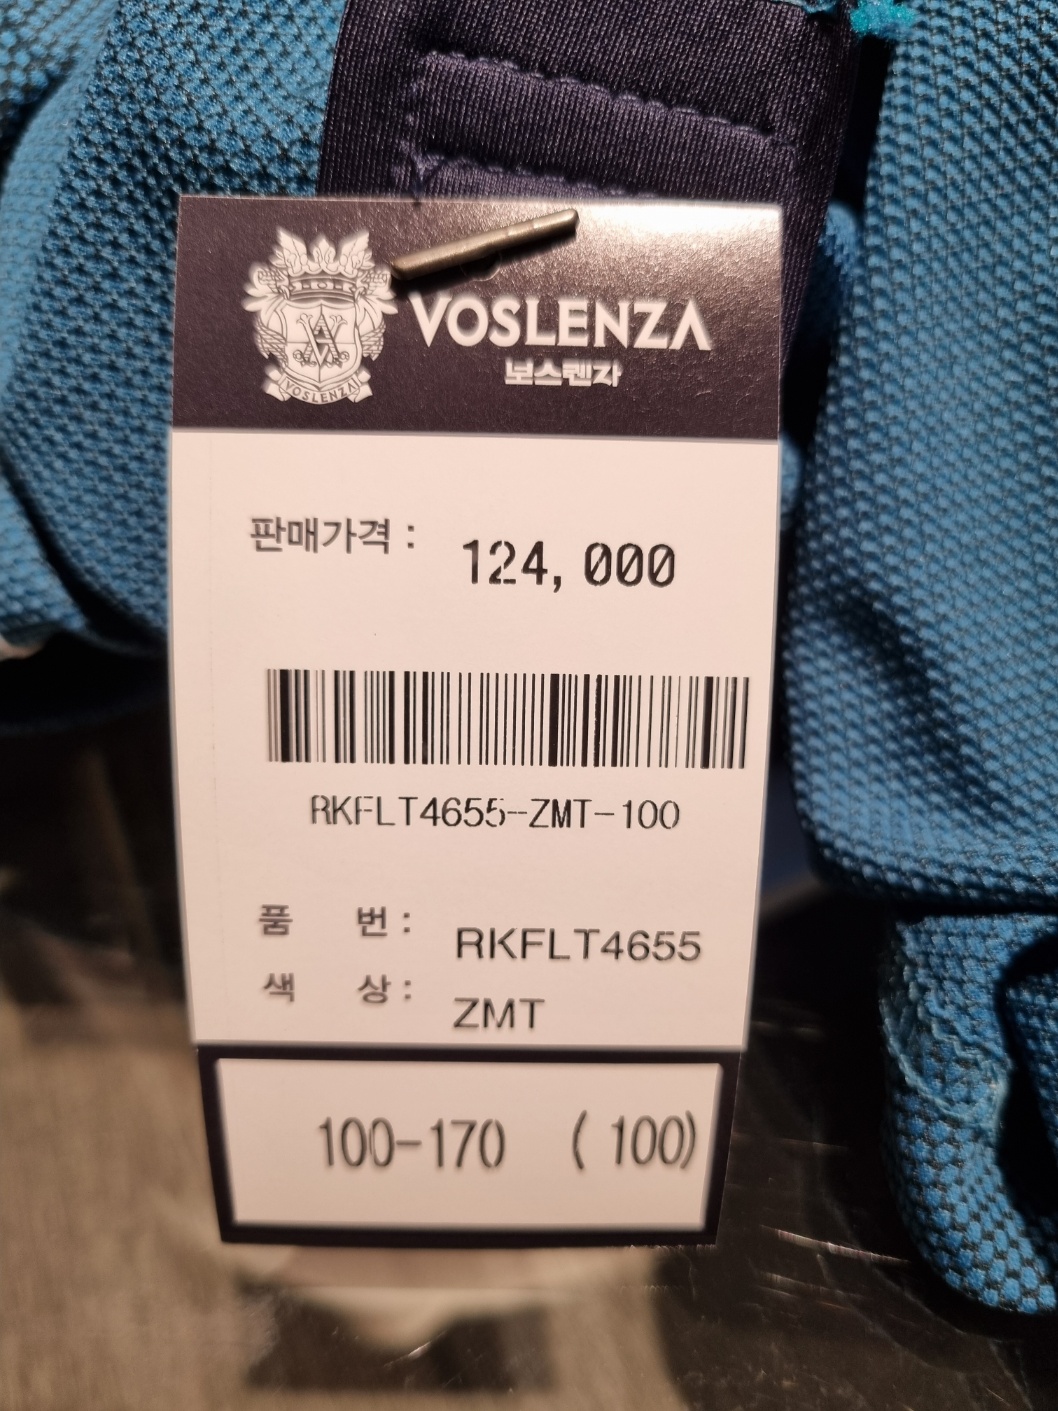 VOSLENZA
VOSLENZA
보스렌자
판매가격 : 124,000
RKFLT4655-ZMT-100
품 번 : RKFLT4655
색 상 : ZMT
100-170 ( 100)